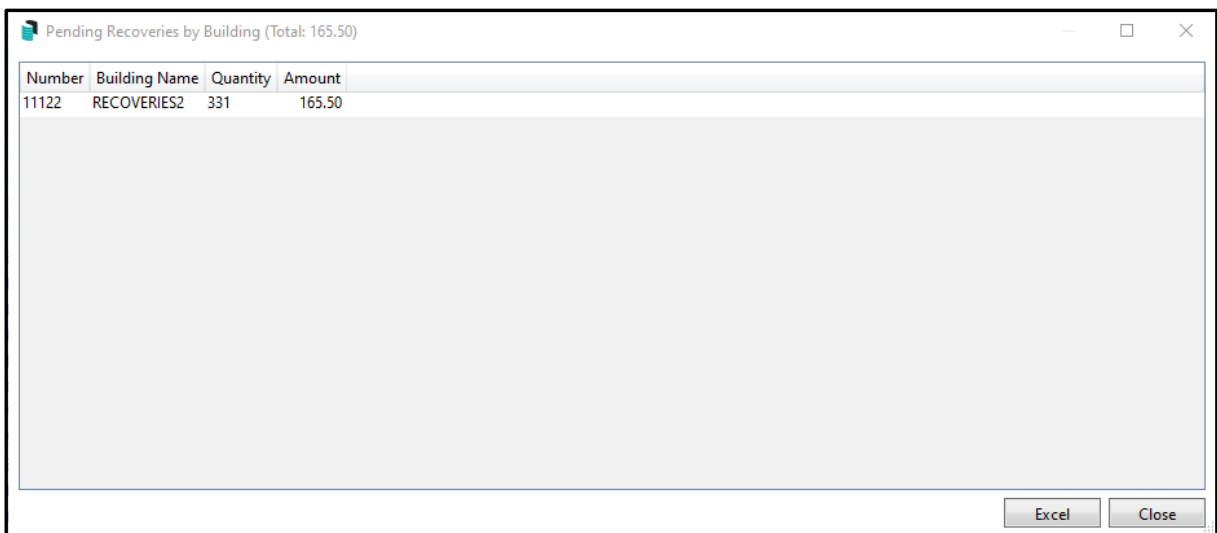 Pending Recoveries by Building (Total: 165.50)
Number Building Name Quantity Amount
11122 RECOVERIES2 331 165.50
Excel Close